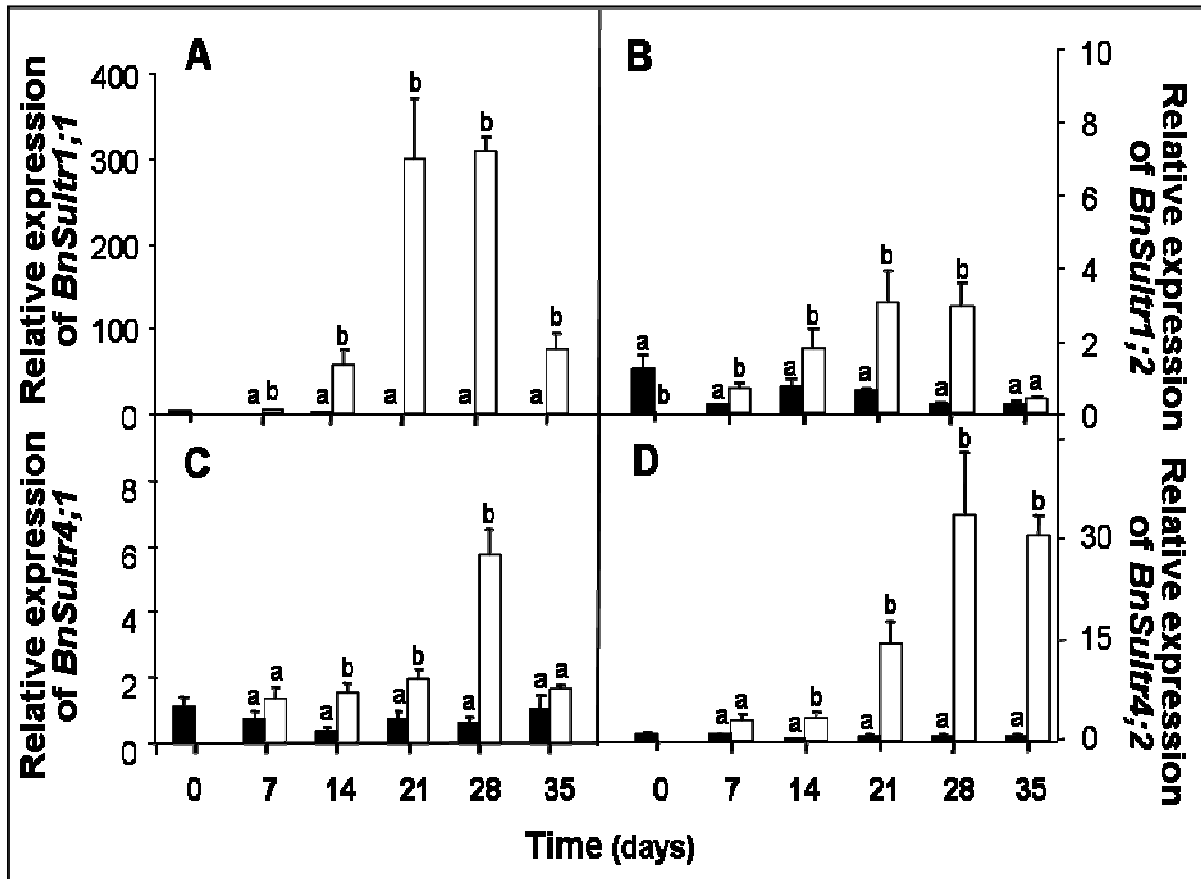 A
Relative expression
of BnSultr1;1
400
300
200
100
0
b
b
b
b
a b
a
a
a
a
B
Relative expression
of BnSultr1;2
10
8
6
4
2
0
a
b
a
b
a
b
a
b
a
b
a
a
C
Relative expression
of BnSultr4;1
8
6
4
2
0
a
a
a
b
a
b
a
b
a
a
D
Relative expression
of BnSultr4;2
30
15
0
a
a
a
b
a
b
a
b
a
b
0 7 14 21 28 35
0 7 14 21 28 35
Time (days)